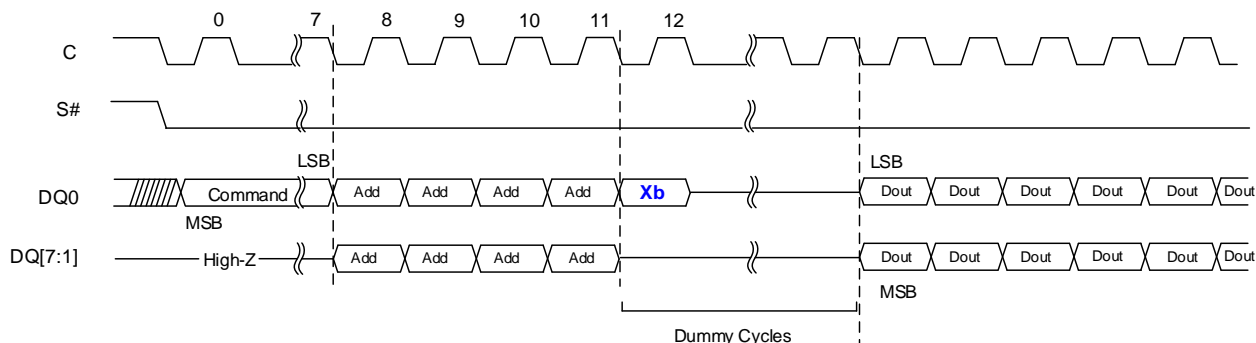 0 7 8 9 10 11 12
C
S#
LSB LSB
DQ0 Command Add Add Add Add Xb Dout Dout Dout Dout Dout Dout
MSB
DQ[7:1] High-Z Add Add Add Add Dout Dout Dout Dout Dout Dout
MSB
Dummy Cycles